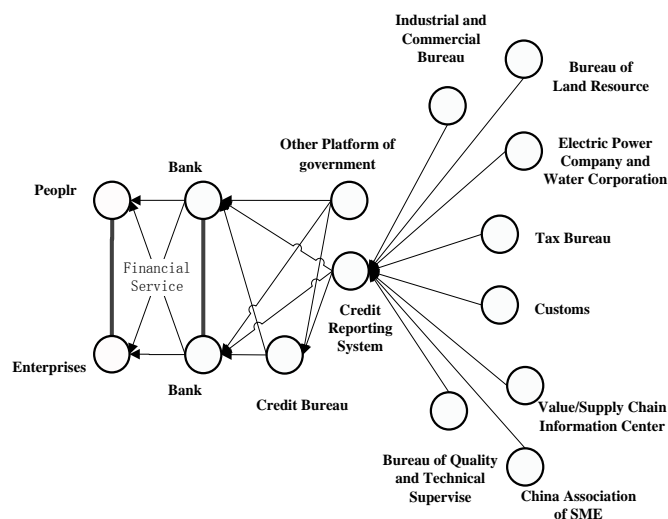 Industrial and
Commercial
Bureau
Bureau of
Land Resource
Other Platform of
government
Electric Power
Company and
Water Corporation
Bank
Peoplr
Tax Bureau
Financial
Service
Credit
Reporting
System
Customs
Enterprises
Bank
Credit Bureau
Value/Supply Chain
Information Center
Bureau of Quality
and Technical
Supervise
China Association
of SME